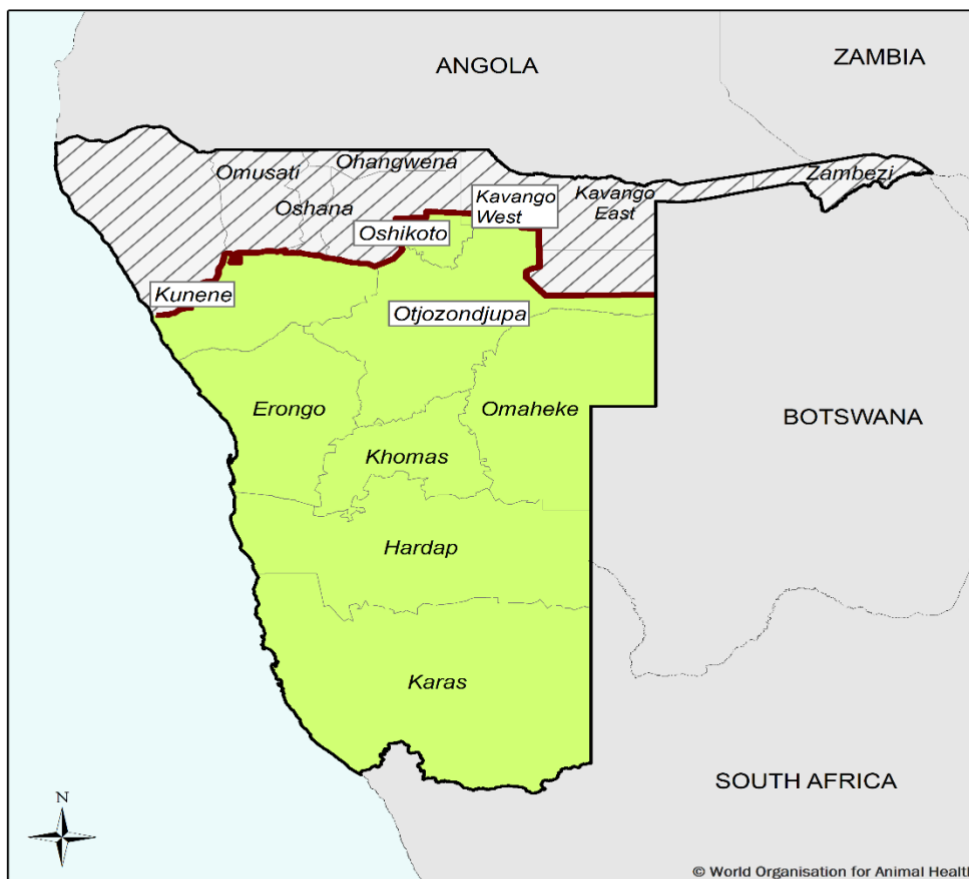 ZAMBIA
ANGOLA
Ohangwena
Omusati
Zambezi
Kavango
East
Kavango
West
Oshana
Oshikoto
Kunene
Otjozondjupa
Erongo
Omaheke
BOTSWANA
Khomas
Hardap
Karas
SOUTH AFRICA
N
© World Organisation for Animal Health